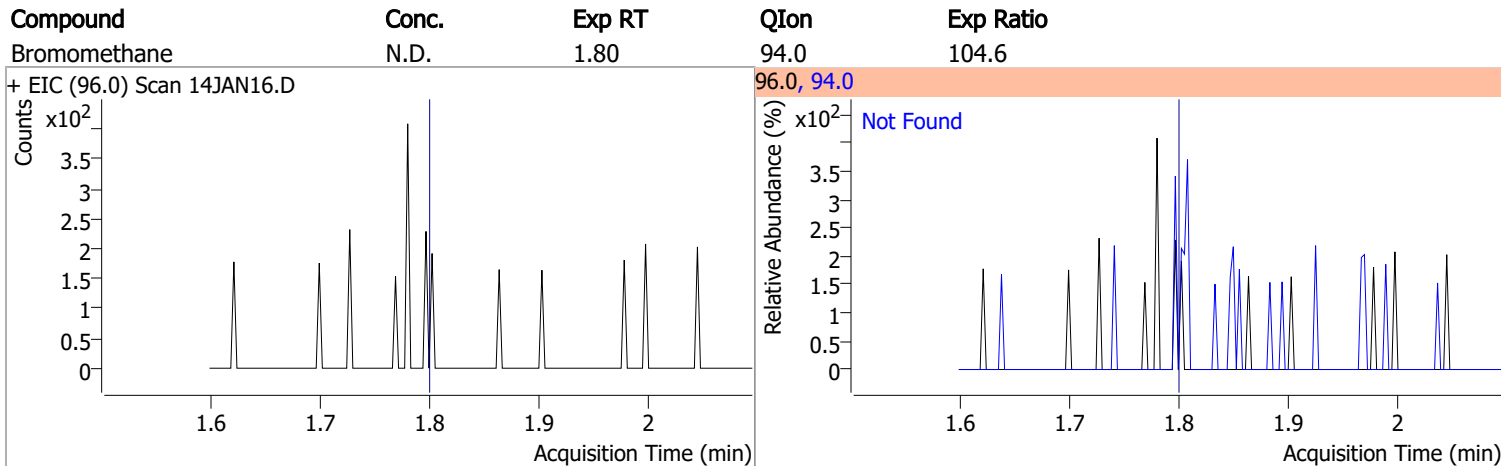 Compound Conc. Exp RT QIon Exp Ratio
Bromomethane N.D. 1.80 94.0 104.6
+ EIC (96.0) Scan 14JAN16.D
Counts
x10²
3.5
3
2.5
2
1.5
1
0.5
0
1.6 1.7 1.8 1.9 2
Acquisition Time (min)
96.0, 94.0
Relative Abundance (%)
x10²
Not Found
3.5
3
2.5
2
1.5
1
0.5
0
1.6 1.7 1.8 1.9 2
Acquisition Time (min)